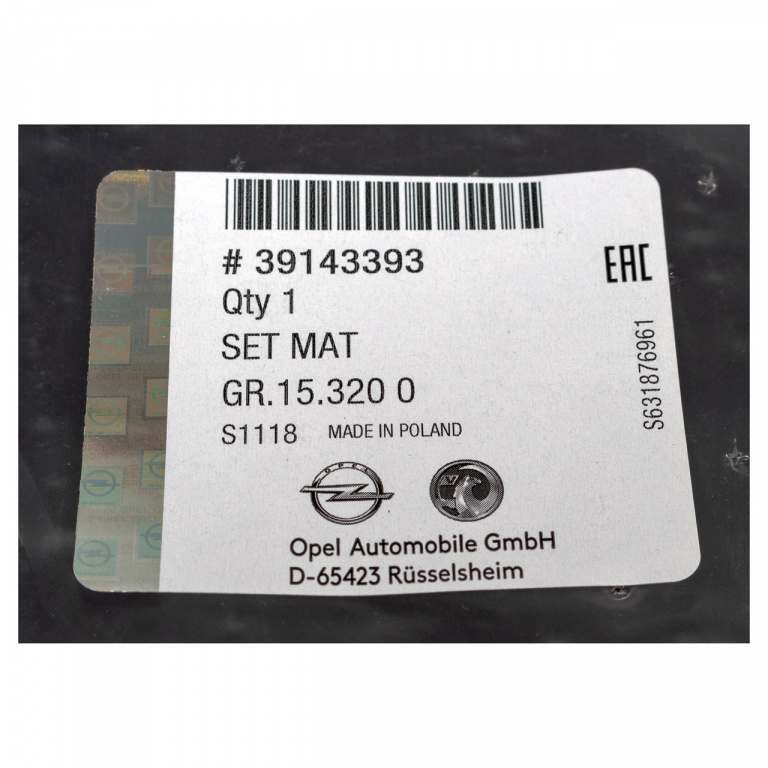 # 39143393
Qty 1
SET MAT
GR.15.320 0
S1118 MADE IN POLAND
EAC
S631876961
OPEL
V
Opel Automobile GmbH
D-65423 Rüsselsheim